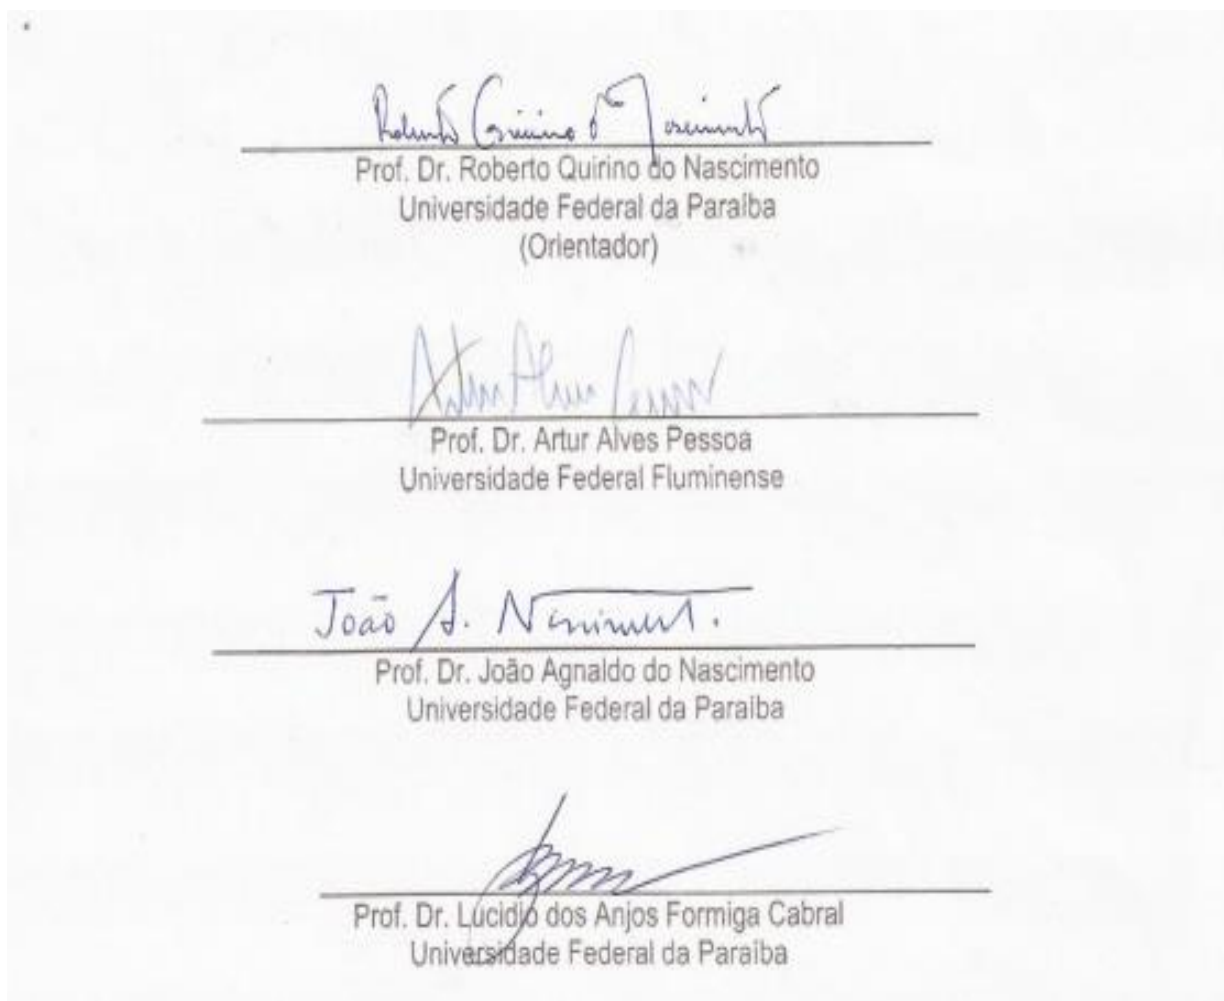 Prof. Dr. Roberto Quirino do Nascimento
Universidade Federal da Paraíba
(Orientador)
Prof. Dr. Artur Alves Pessoa
Universidade Federal Fluminense
João A. Nascimento.
Prof. Dr. João Agnaldo do Nascimento
Universidade Federal da Paraíba
Prof. Dr. Lucídio dos Anjos Formiga Cabral
Universidade Federal da Paraíba